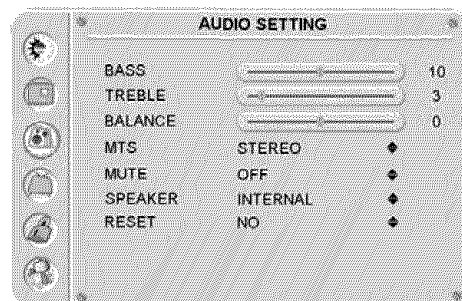 AUDIO SETTING
BASS 10
TREBLE 3
BALANCE 0
MTS STEREO
MUTE OFF
SPEAKER INTERNAL
RESET NO